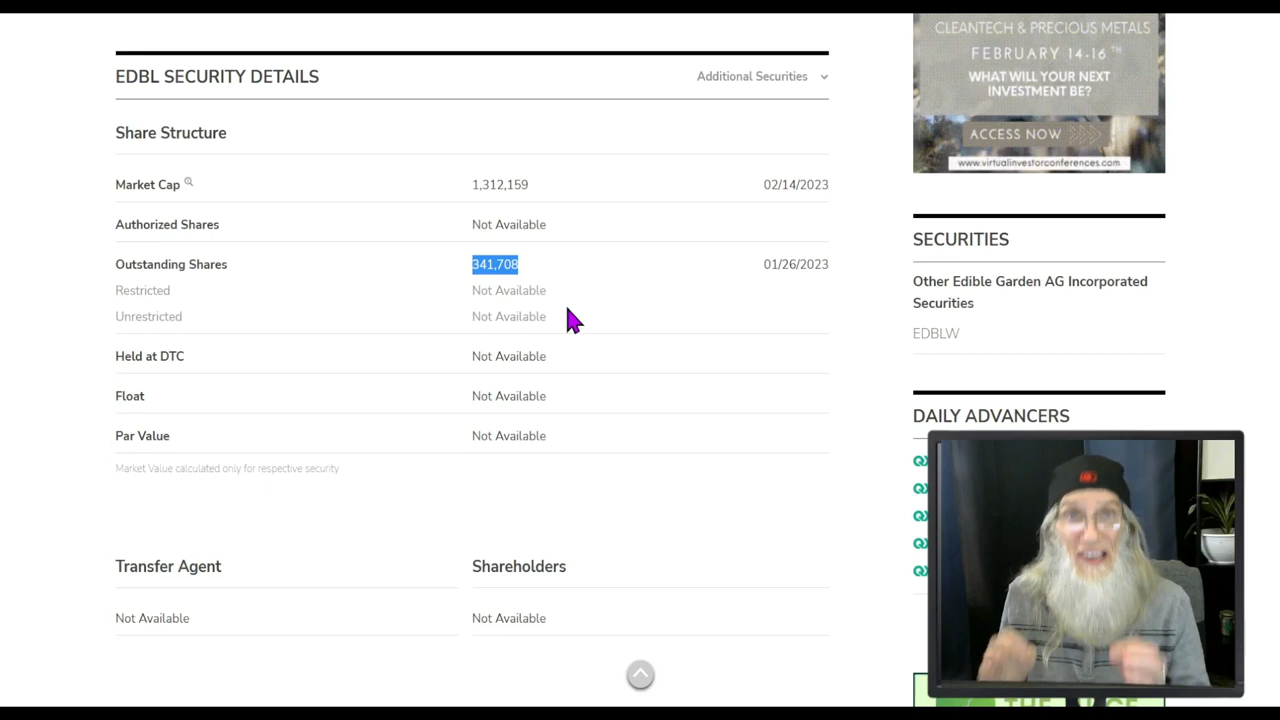 EDBL SECURITY DETAILS
Additional Securities
Share Structure
Market Cap 1,312,159 02/14/2023
Authorized Shares Not Available
Outstanding Shares 341,708 01/26/2023
Restricted Not Available
Unrestricted Not Available
Held at DTC Not Available
Float Not Available
Par Value Not Available
Market Value calculated only for respective security
Transfer Agent
Not Available
Shareholders
Not Available
CLEANTECH & PRECIOUS METALS
FEBRUARY 14-16TH
WHAT WILL YOUR NEXT
INVESTMENT BE?
ACCESS NOW
www.virtualinvestorconferences.com
SECURITIES
Other Edible Garden AG Incorporated
Securities
EDBLW
DAILY ADVANCERS